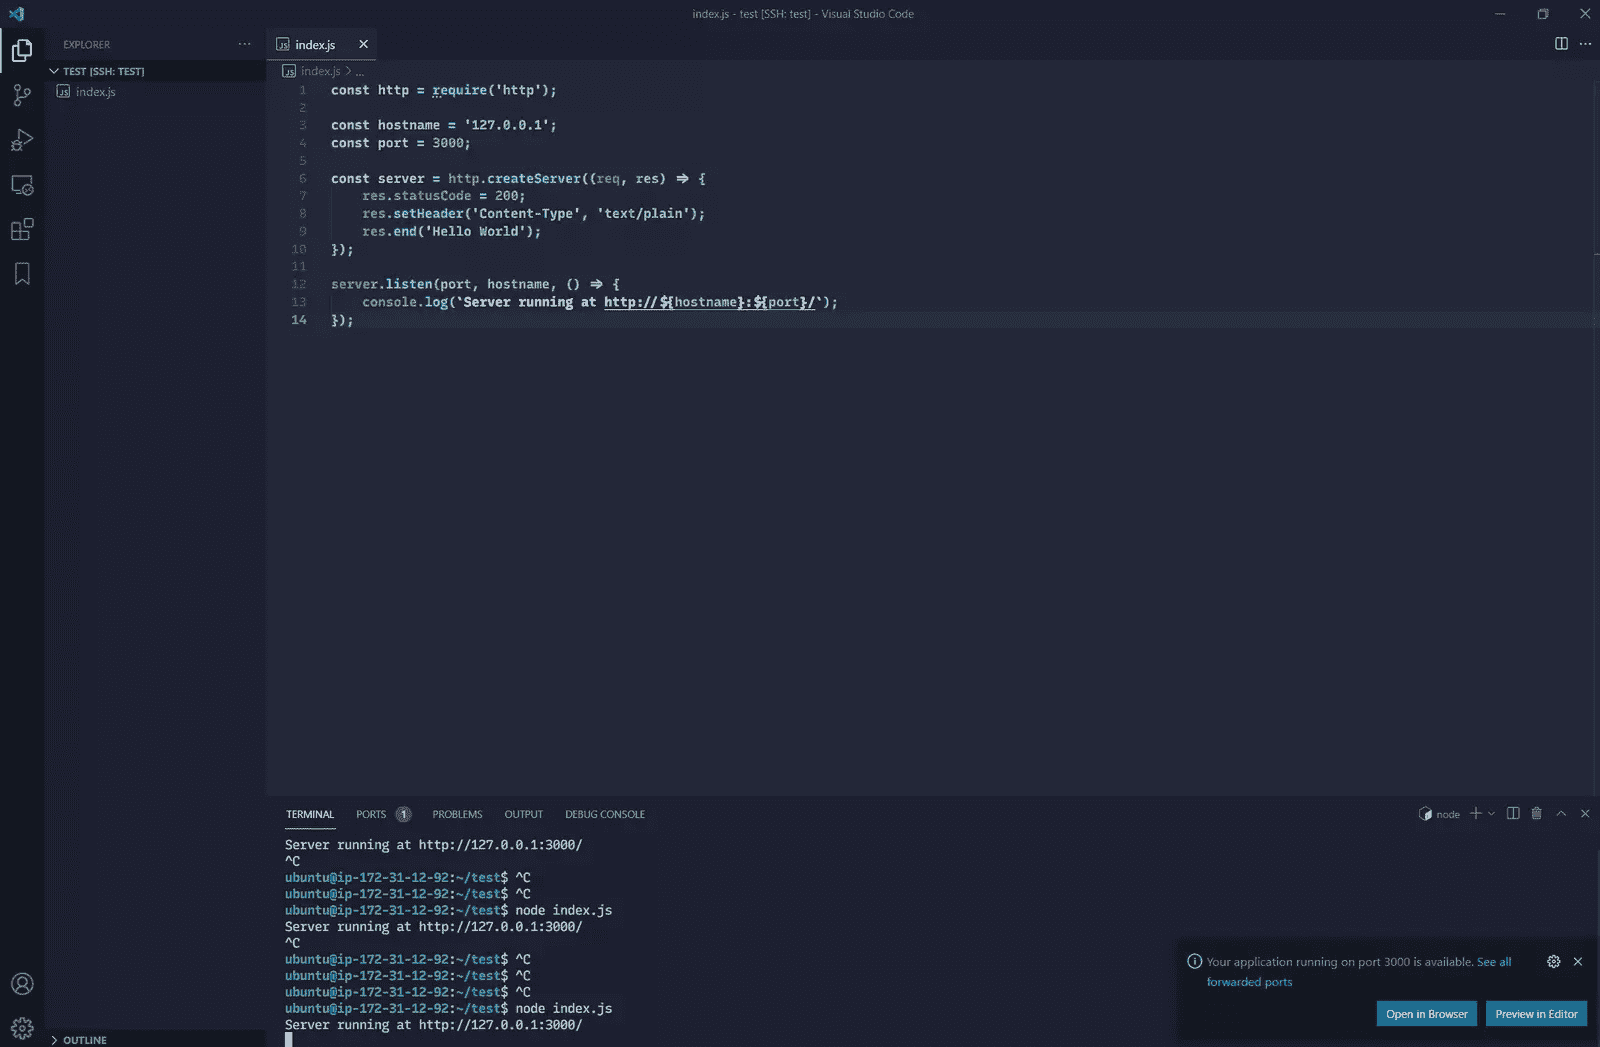 index.js - test [SSH: test] - Visual Studio Code
EXPLORER
TEST [SSH: TEST]
JS index.js
JS index.js
JS index.js > ...
1 const http = require('http');
2
3 const hostname = '127.0.0.1';
4 const port = 3000;
5
6 const server = http.createServer((req, res) => {
7 res.statusCode = 200;
8 res.setHeader('Content-Type', 'text/plain');
9 res.end('Hello World');
10 });
11
12 server.listen(port, hostname, () => {
13 console.log(`Server running at http://${hostname}:${port}/`);
14 });
TERMINAL PORTS 1 PROBLEMS OUTPUT DEBUG CONSOLE
node
Server running at http://127.0.0.1:3000/
^C
ubuntu@ip-172-31-12-92:~/test$ ^C
ubuntu@ip-172-31-12-92:~/test$ ^C
ubuntu@ip-172-31-12-92:~/test$ node index.js
Server running at http://127.0.0.1:3000/
^C
ubuntu@ip-172-31-12-92:~/test$ ^C
ubuntu@ip-172-31-12-92:~/test$ ^C
ubuntu@ip-172-31-12-92:~/test$ ^C
ubuntu@ip-172-31-12-92:~/test$ node index.js
Server running at http://127.0.0.1:3000/
Your application running on port 3000 is available. See all
forwarded ports
Open in Browser
Preview in Editor
OUTLINE